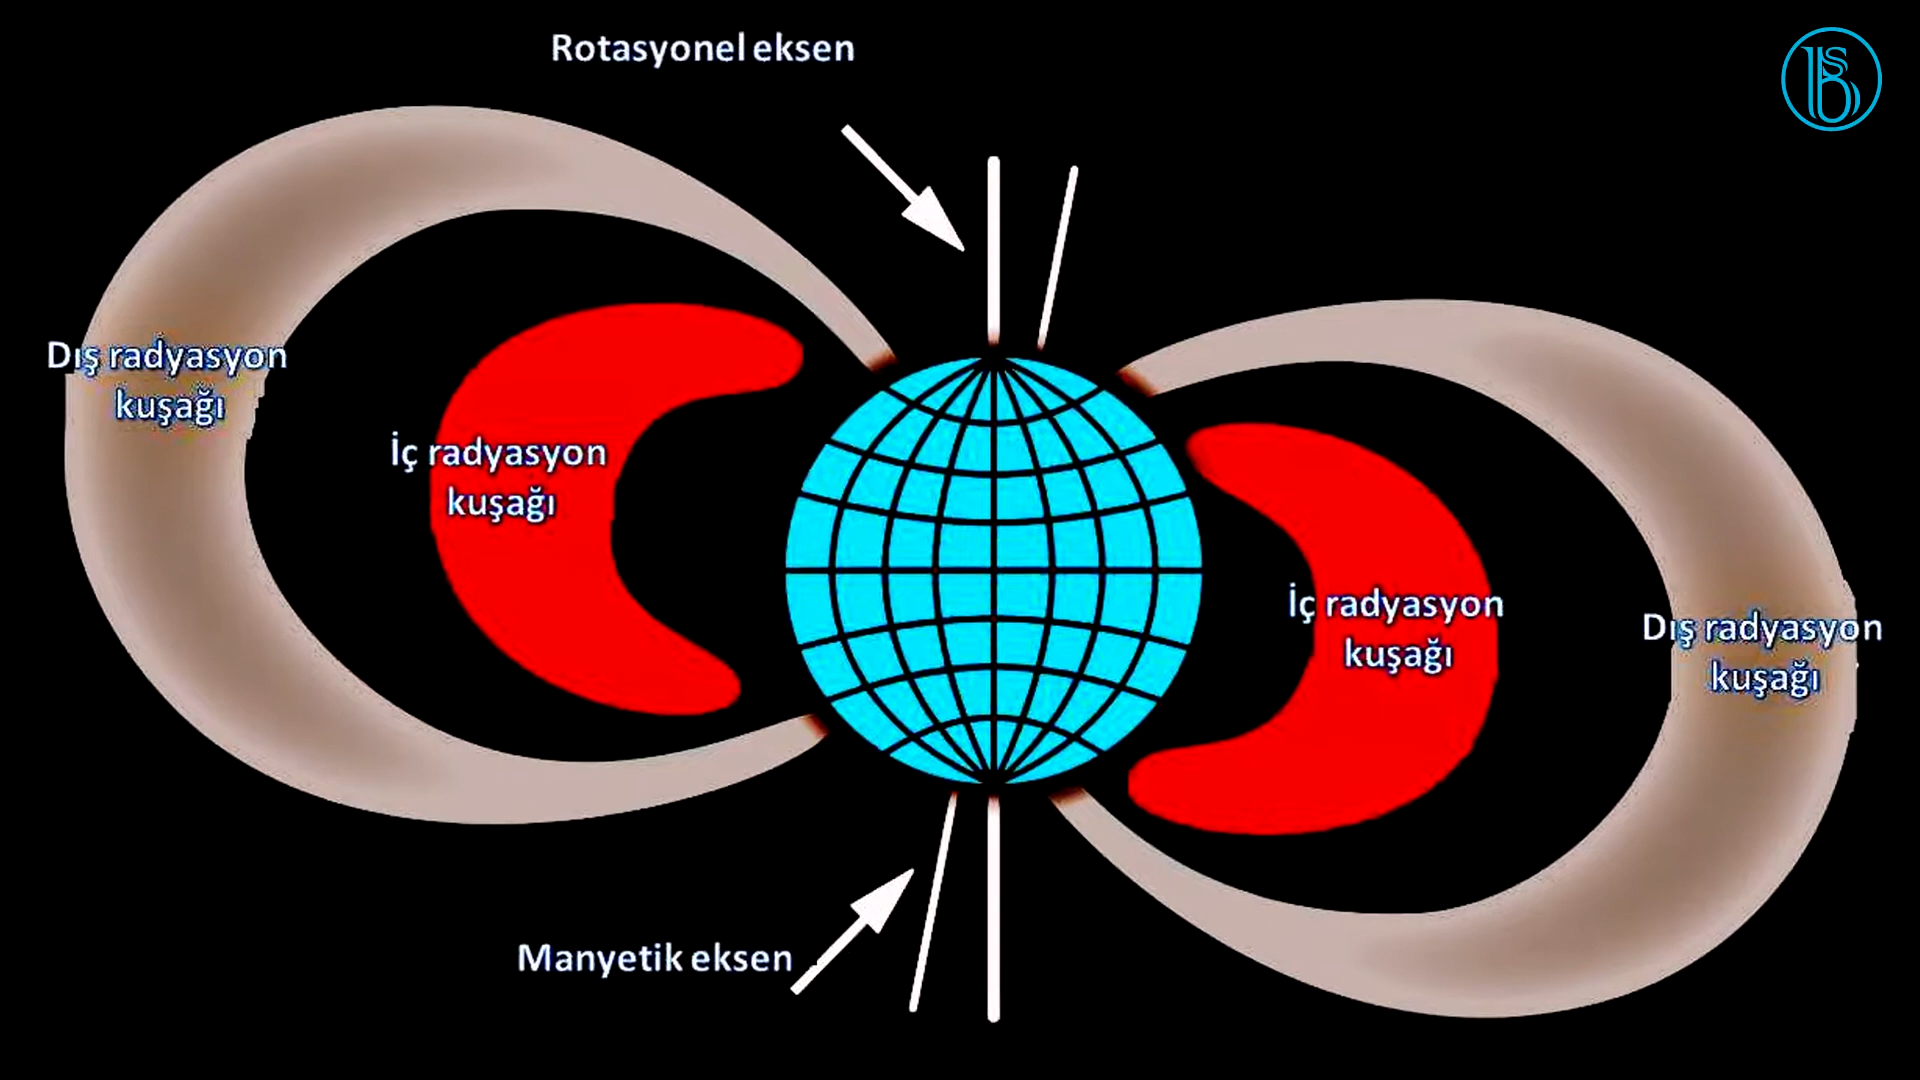 Rotasyonel eksen
Dış radyasyon
kuşağı
İç radyasyon
kuşağı
İç radyasyon
kuşağı
Dış radyasyon
kuşağı
Manyetik eksen